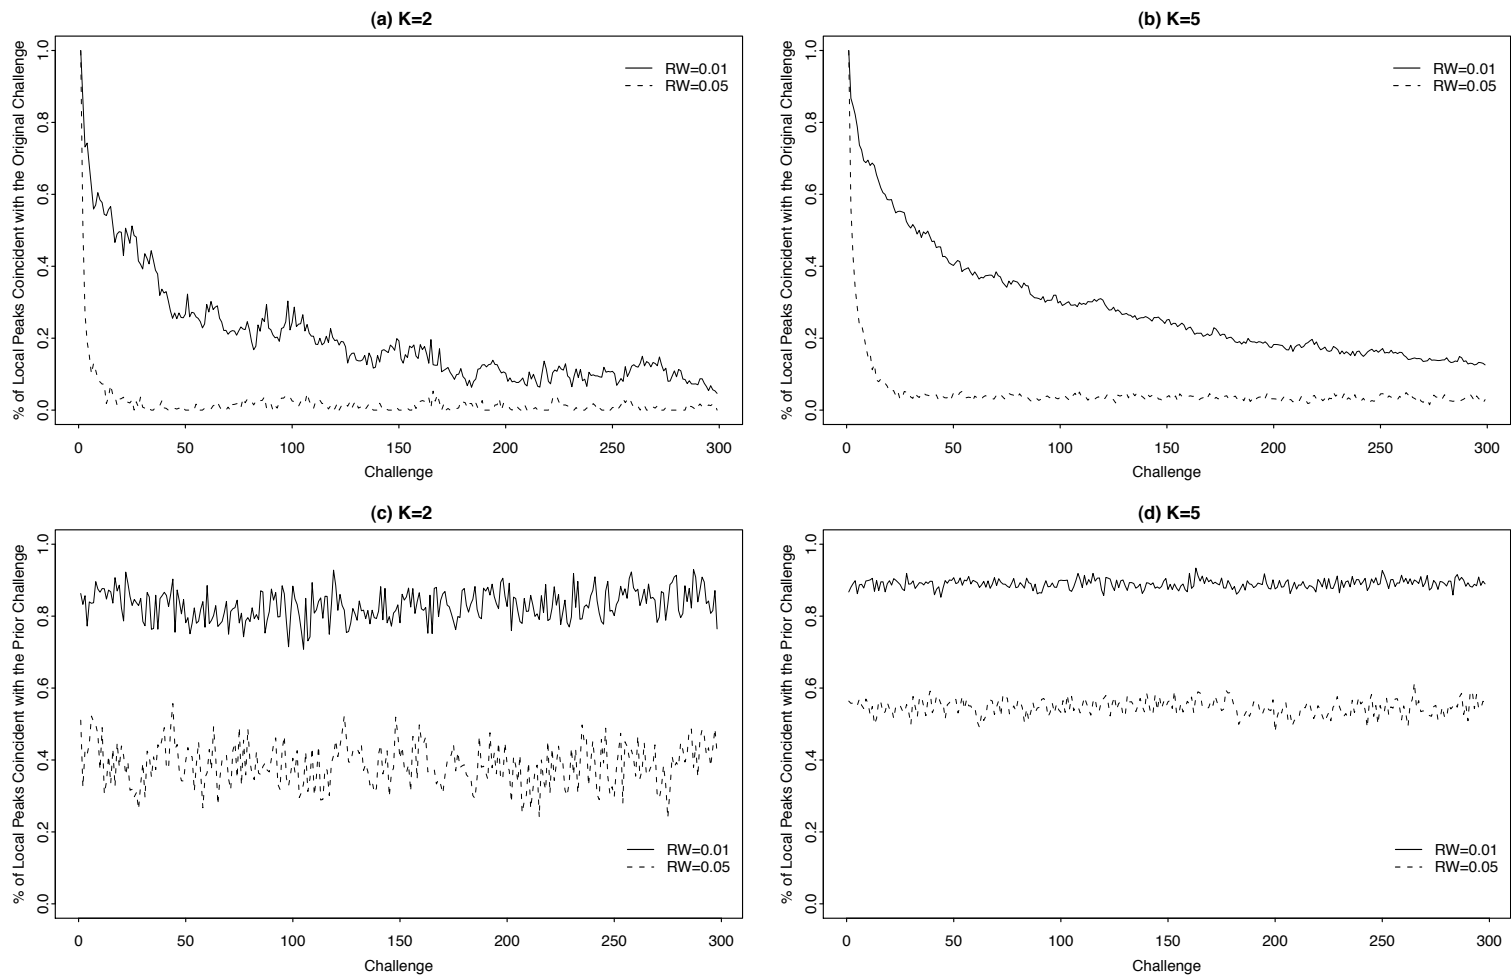 (a) K=2
% of Local Peaks Coincident with the Original Challenge
1.0
0.8
0.6
0.4
0.2
0.0
RW=0.01
RW=0.05
0 50 100 150 200 250 300
Challenge
(b) K=5
% of Local Peaks Coincident with the Original Challenge
1.0
0.8
0.6
0.4
0.2
0.0
RW=0.01
RW=0.05
0 50 100 150 200 250 300
Challenge
(c) K=2
% of Local Peaks Coincident with the Prior Challenge
1.0
0.8
0.6
0.4
0.2
0.0
RW=0.01
RW=0.05
0 50 100 150 200 250 300
Challenge
(d) K=5
% of Local Peaks Coincident with the Prior Challenge
1.0
0.8
0.6
0.4
0.2
0.0
RW=0.01
RW=0.05
0 50 100 150 200 250 300
Challenge